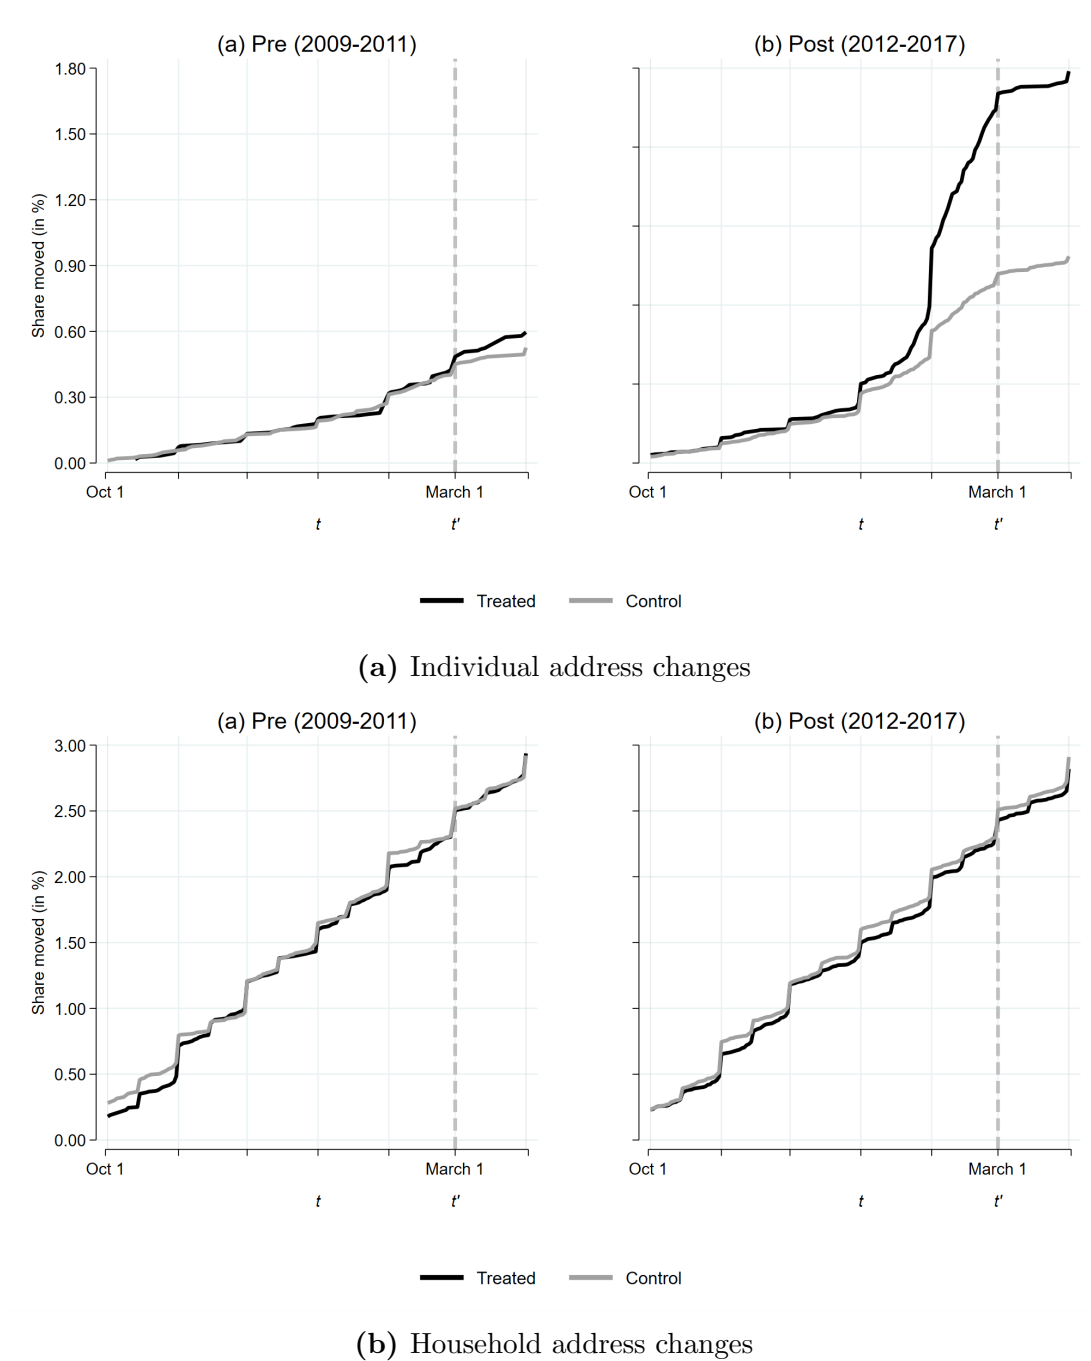 (a) Pre (2009-2011)
(b) Post (2012-2017)
Share moved (in %)
1.80
1.50
1.20
0.90
0.60
0.30
0.00
Oct 1
March 1
Oct 1
March 1
t
t'
t
t'
Treated
Control
(a) Individual address changes
(a) Pre (2009-2011)
(b) Post (2012-2017)
Share moved (in %)
3.00
2.50
2.00
1.50
1.00
0.50
0.00
Oct 1
March 1
Oct 1
March 1
t
t'
t
t'
Treated
Control
(b) Household address changes